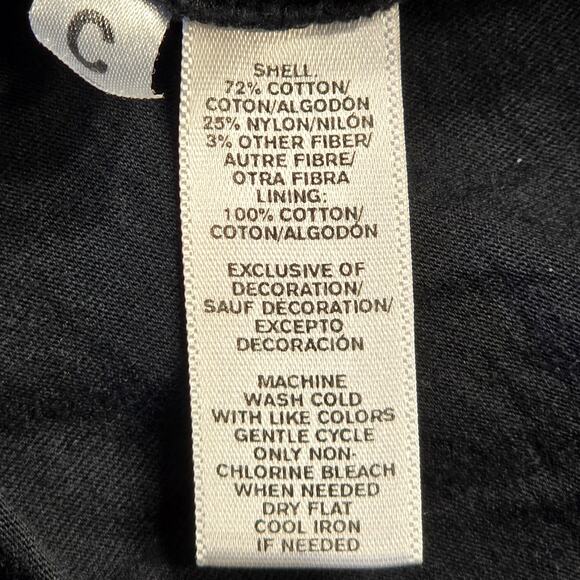 C
SHELL:
72% COTTON/
COTON/ALGODÓN
25% NYLON/NILÓN
3% OTHER FIBER/
AUTRE FIBRE/
OTRA FIBRA
LINING:
100% COTTON/
COTON/ALGODÓN
EXCLUSIVE OF
DECORATION/
SAUF DÉCORATION/
EXCEPTO
DECORACIÓN
MACHINE
WASH COLD
WITH LIKE COLORS
GENTLE CYCLE
ONLY NON-
CHLORINE BLEACH
WHEN NEEDED
DRY FLAT
COOL IRON
IF NEEDED